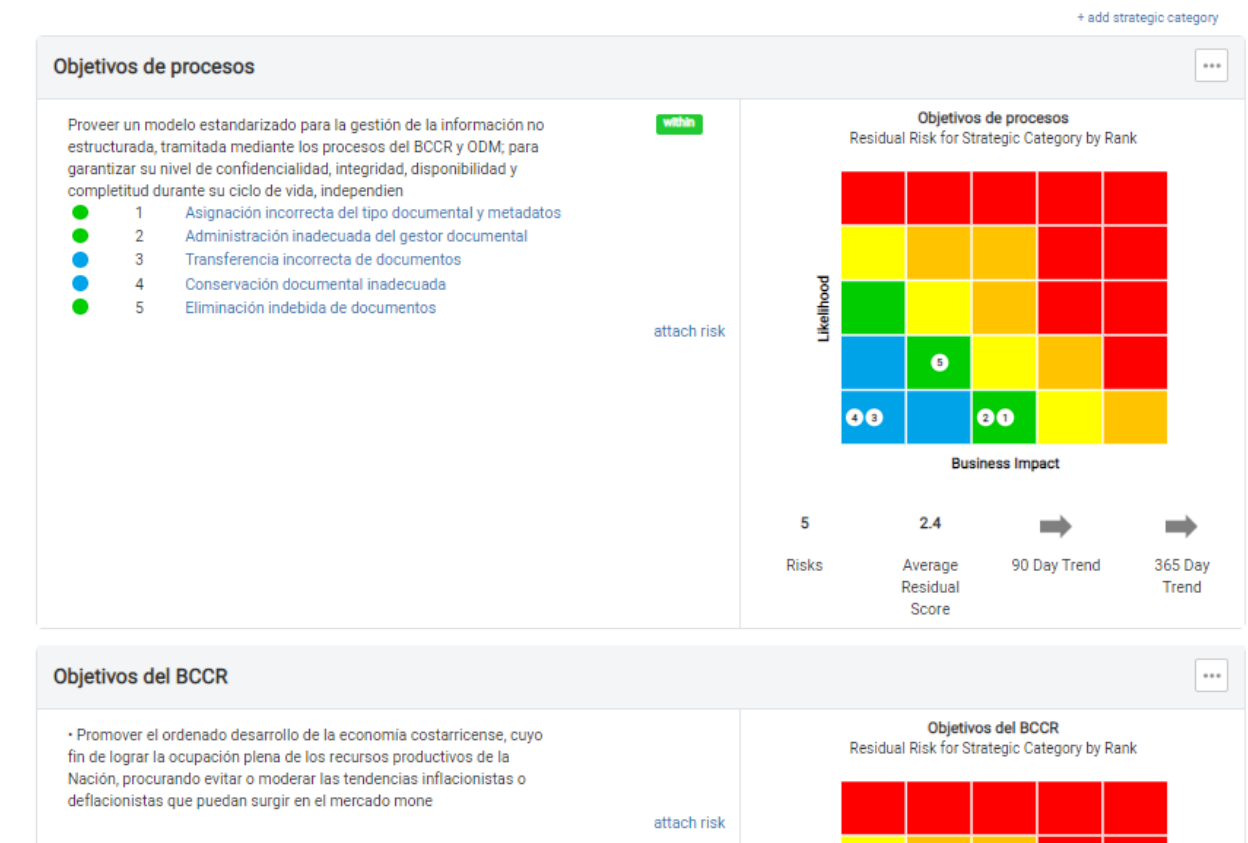 + add strategic category
Objetivos de procesos
Proveer un modelo estandarizado para la gestión de la información no
estructurada, tramitada mediante los procesos del BCCR y ODM; para
garantizar su nivel de confidencialidad, integridad, disponibilidad y
completitud durante su ciclo de vida, independien
within
1 Asignación incorrecta del tipo documental y metadatos
2 Administración inadecuada del gestor documental
3 Transferencia incorrecta de documentos
4 Conservación documental inadecuada
5 Eliminación indebida de documentos
attach risk
Objetivos de procesos
Residual Risk for Strategic Category by Rank
Likelihood
5
4 3 2 1
Business Impact
5 2.4
Risks
Average
Residual
Score
90 Day Trend
365 Day
Trend
Objetivos del BCCR
• Promover el ordenado desarrollo de la economía costarricense, cuyo
fin de lograr la ocupación plena de los recursos productivos de la
Nación, procurando evitar o moderar las tendencias inflacionistas o
deflacionistas que puedan surgir en el mercado mone
attach risk
Objetivos del BCCR
Residual Risk for Strategic Category by Rank